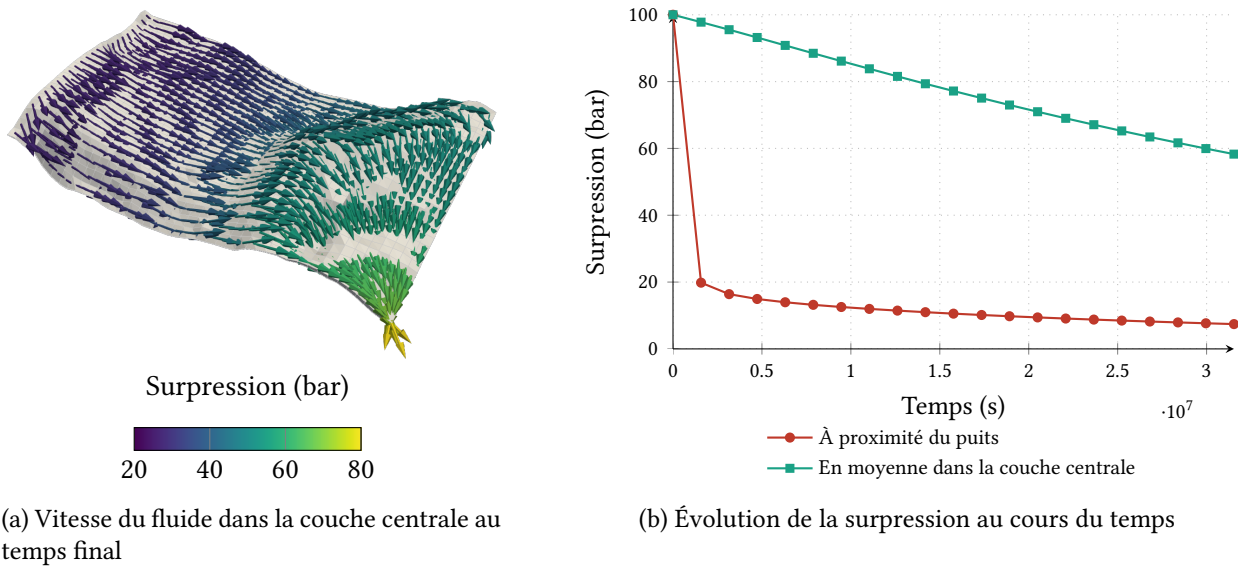 Surpression (bar)
20 40 60 80
(a) Vitesse du fluide dans la couche centrale au
temps final
100
80
60
40
20
0
Surpression (bar)
0 0.5 1 1.5 2 2.5 3
Temps (s)
·10⁷
À proximité du puits
En moyenne dans la couche centrale
(b) Évolution de la surpression au cours du temps